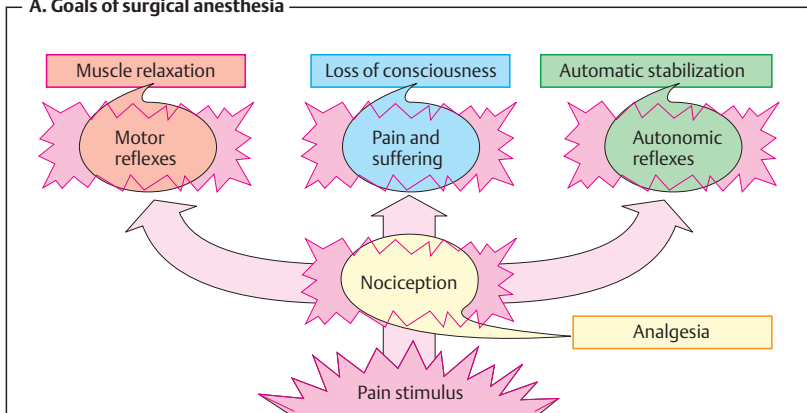 A. Goals of surgical anesthesia
Muscle relaxation
Loss of consciousness
Automatic stabilization
Motor
reflexes
Pain and
suffering
Autonomic
reflexes
Nociception
Analgesia
Pain stimulus